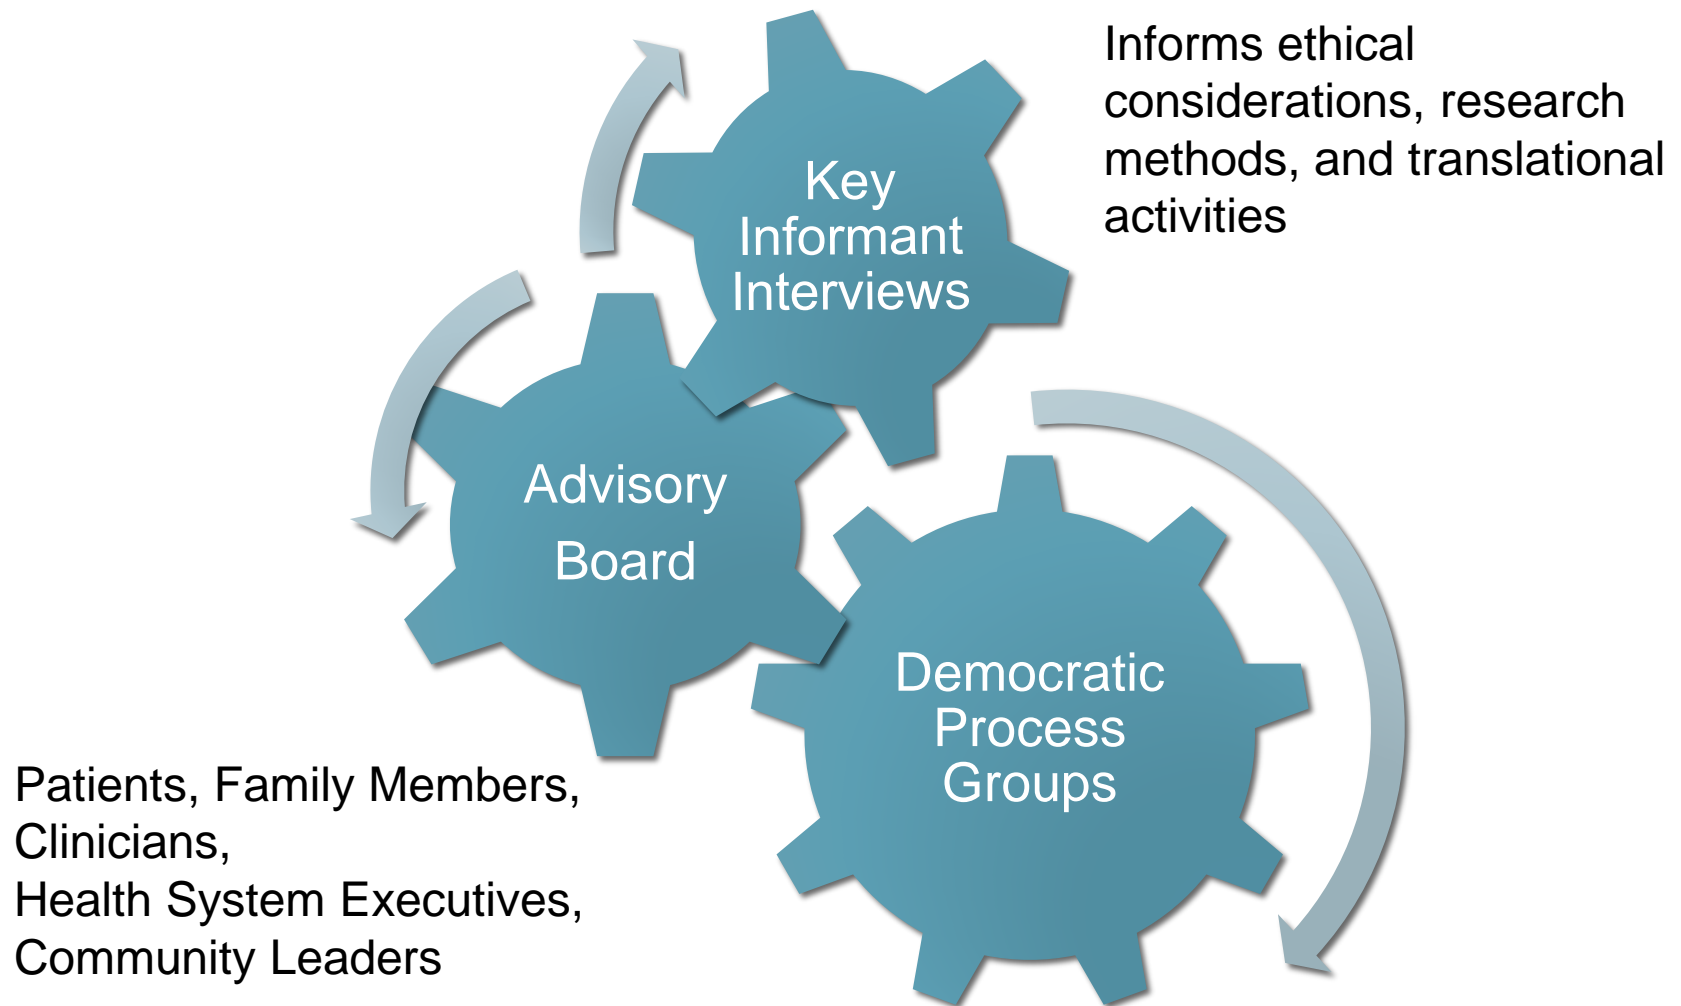 Informs ethical
considerations, research
methods, and translational
activities
Key
Informant
Interviews
Advisory
Board
Democratic
Process
Groups
Patients, Family Members,
Clinicians,
Health System Executives,
Community Leaders